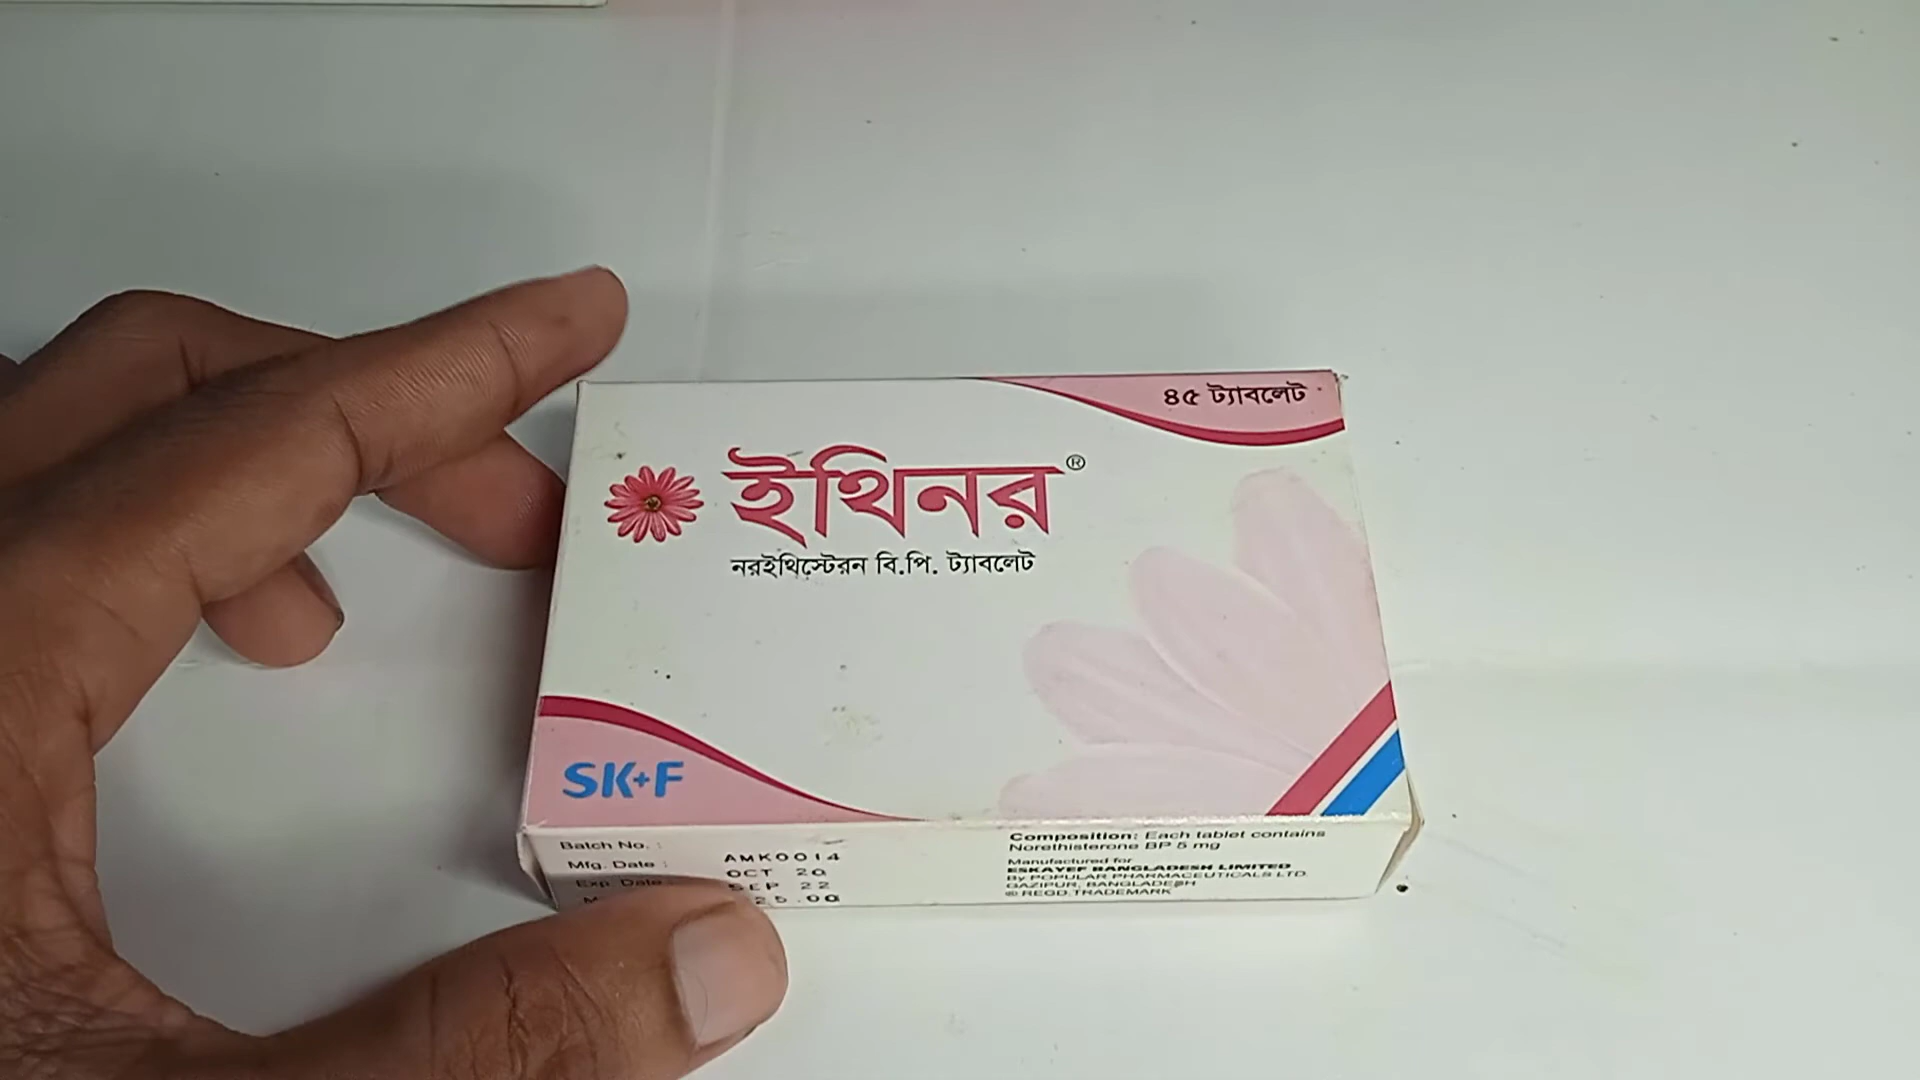 ৪৫ ট্যাবলেট
ইথিনর®
নরইথিস্টেরন বি.পি. ট্যাবলেট
SK+F
Batch No. : AMK0014
Mfg. Date : OCT 20
Exp. Date : SEP 22
25.00
Composition: Each tablet contains
Norethisterone BP 5 mg
Manufactured for
ESKAYEF BANGLADESH LIMITED
By POPULAR PHARMACEUTICALS LTD.
GAZIPUR, BANGLADESH
® REGD.TRADEMARK